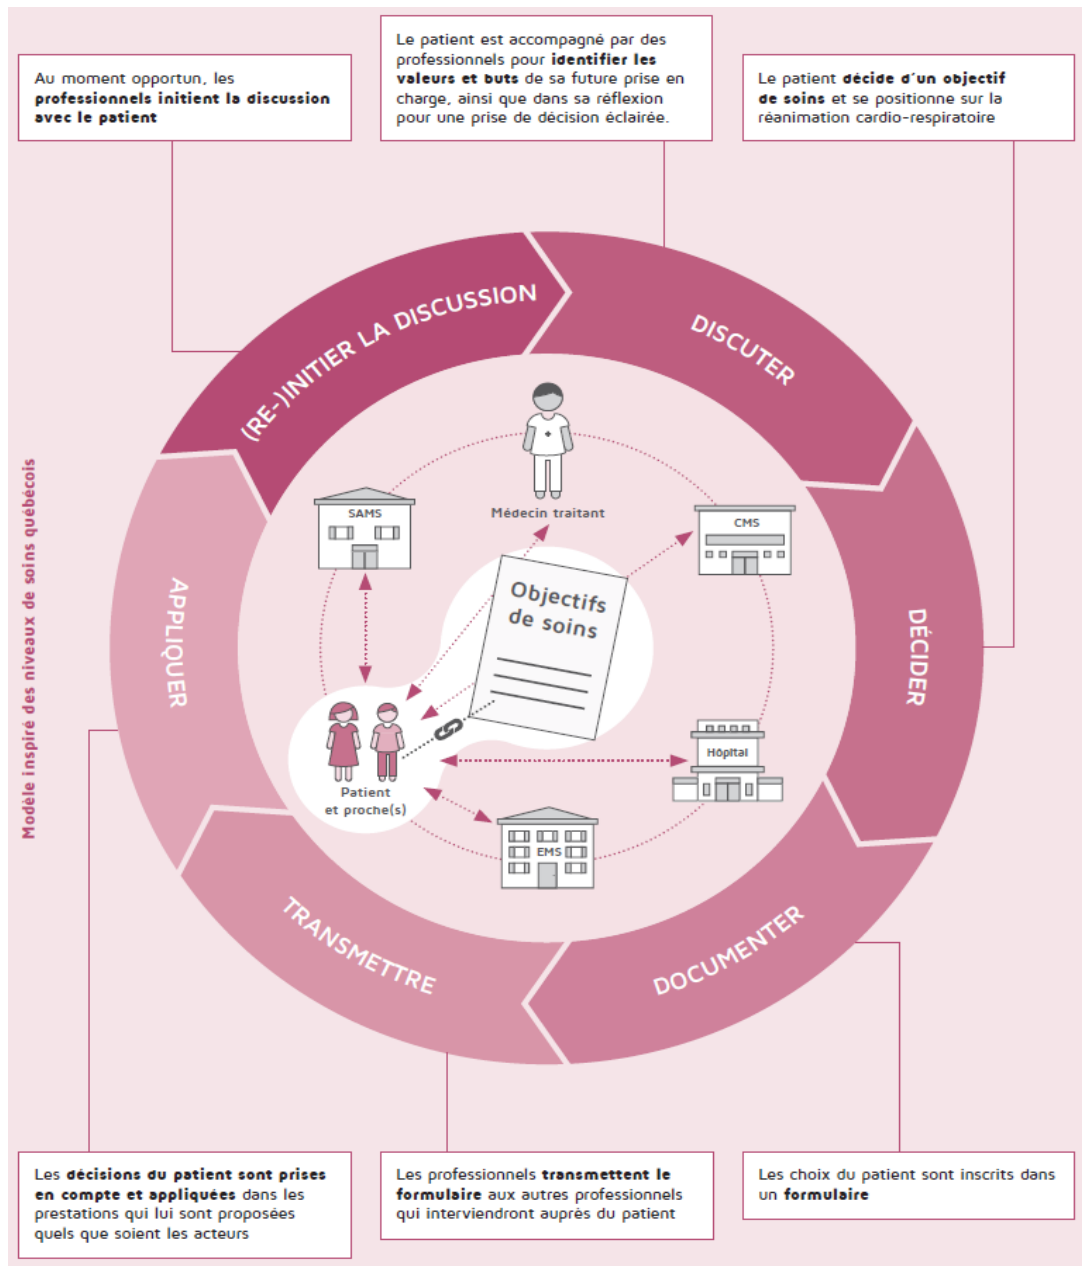 Au moment opportun, les
professionnels initient la discussion
avec le patient
Le patient est accompagné par des
professionnels pour identifier les
valeurs et buts de sa future prise en
charge, ainsi que dans sa réflexion
pour une prise de décision éclairée.
Le patient décide d'un objectif
de soins et se positionne sur la
réanimation cardio-respiratoire
(RE-)INITIER LA DISCUSSION
DISCUTER
DÉCIDER
DOCUMENTER
TRANSMETTRE
APPLIQUER
Médecin traitant
SAMS
CMS
Objectifs
de soins
Hôpital
Patient
et proche(s)
EMS
Modèle inspiré des niveaux de soins québécois
Les décisions du patient sont prises
en compte et appliquées dans les
prestations qui lui sont proposées
quels que soient les acteurs
Les professionnels transmettent le
formulaire aux autres professionnels
qui interviendront auprès du patient
Les choix du patient sont inscrits dans
un formulaire